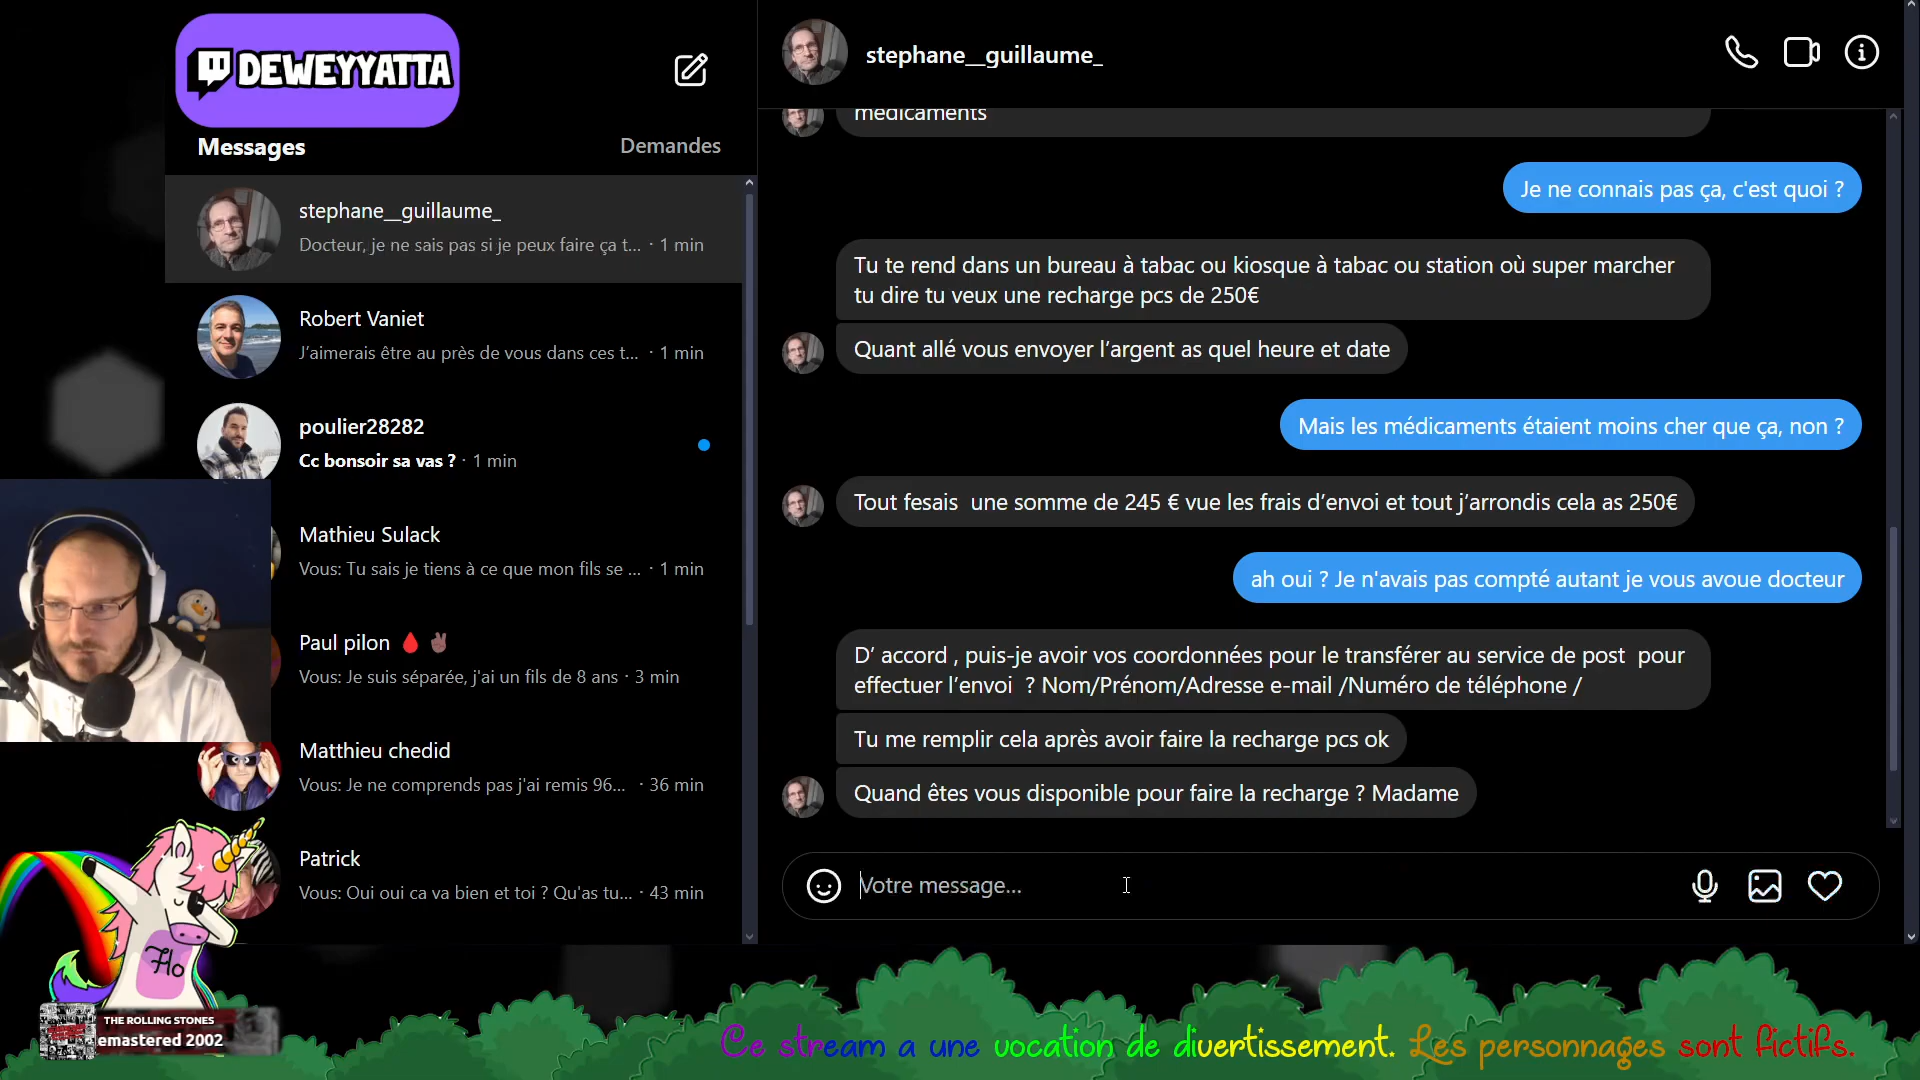 DEWEYYATTA
Messages
Demandes
stephane__guillaume_
Docteur, je ne sais pas si je peux faire ça t... · 1 min
Robert Vaniet
J'aimerais être au près de vous dans ces t... · 1 min
poulier28282
Cc bonsoir sa vas ? · 1 min
Mathieu Sulack
Vous: Tu sais je tiens à ce que mon fils se ... · 1 min
Paul pilon 🩸 ✌🏿
Vous: Je suis séparée, j'ai un fils de 8 ans · 3 min
Matthieu chedid
Vous: Je ne comprends pas j'ai remis 96... · 36 min
Patrick
Vous: Oui oui ca va bien et toi ? Qu'as tu... · 43 min
stephane__guillaume_
médicaments
Je ne connais pas ça, c'est quoi ?
Tu te rend dans un bureau à tabac ou kiosque à tabac ou station où super marcher
tu dire tu veux une recharge pcs de 250€
Quant allé vous envoyer l'argent as quel heure et date
Mais les médicaments étaient moins cher que ça, non ?
Tout fesais  une somme de 245 € vue les frais d'envoi et tout j'arrondis cela as 250€
ah oui ? Je n'avais pas compté autant je vous avoue docteur
D' accord , puis-je avoir vos coordonnées pour le transférer au service de post  pour
effectuer l'envoi  ? Nom/Prénom/Adresse e-mail /Numéro de téléphone /
Tu me remplir cela après avoir faire la recharge pcs ok
Quand êtes vous disponible pour faire la recharge ? Madame
Votre message...
Flo
THE ROLLING STONES
emastered 2002
Ce stream a une vocation de divertissement. Les personnages sont fictifs.